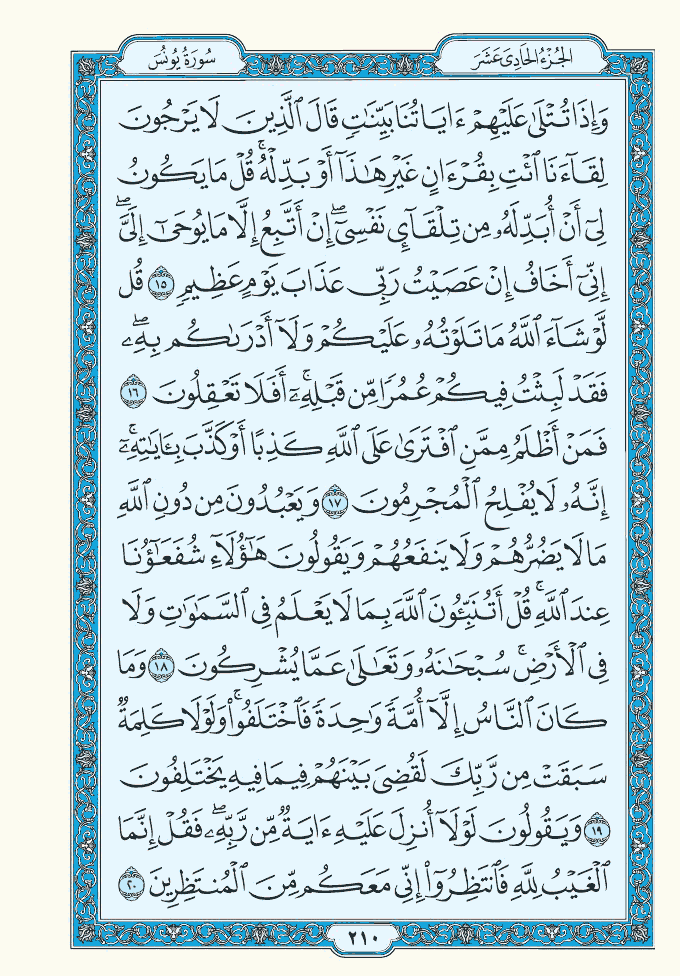 سُورَةُ يُونُسَ
الجُزْءُ الحَادِى عَشَرَ
وَإِذَا تُتْلَىٰ عَلَيْهِمْ ءَايَاتُنَا بَيِّنَٰتٍ قَالَ ٱلَّذِينَ لَا يَرْجُونَ
لِقَآءَنَا ٱئْتِ بِقُرْءَانٍ غَيْرِ هَٰذَآ أَوْ بَدِّلْهُ ۚ قُلْ مَا يَكُونُ
لِىٓ أَنْ أُبَدِّلَهُۥ مِن تِلْقَآئِ نَفْسِىٓ ۖ إِنْ أَتَّبِعُ إِلَّا مَا يُوحَىٰٓ إِلَىَّ ۖ
إِنِّىٓ أَخَافُ إِنْ عَصَيْتُ رَبِّى عَذَابَ يَوْمٍ عَظِيمٍ ١٥ قُل
لَّوْ شَآءَ ٱللَّهُ مَا تَلَوْتُهُۥ عَلَيْكُمْ وَلَآ أَدْرَىٰكُم بِهِۦ ۖ
فَقَدْ لَبِثْتُ فِيكُمْ عُمُرًا مِّن قَبْلِهِۦٓ ۚ أَفَلَا تَعْقِلُونَ ١٦
فَمَنْ أَظْلَمُ مِمَّنِ ٱفْتَرَىٰ عَلَى ٱللَّهِ كَذِبًا أَوْ كَذَّبَ بِـَٔايَٰتِهِۦٓ ۚ
إِنَّهُۥ لَا يُفْلِحُ ٱلْمُجْرِمُونَ ١٧ وَيَعْبُدُونَ مِن دُونِ ٱللَّهِ
مَا لَا يَضُرُّهُمْ وَلَا يَنفَعُهُمْ وَيَقُولُونَ هَٰٓؤُلَآءِ شُفَعَٰٓؤُنَا
عِندَ ٱللَّهِ ۚ قُلْ أَتُنَبِّـُٔونَ ٱللَّهَ بِمَا لَا يَعْلَمُ فِى ٱلسَّمَٰوَٰتِ وَلَا
فِى ٱلْأَرْضِ ۚ سُبْحَٰنَهُۥ وَتَعَٰلَىٰ عَمَّا يُشْرِكُونَ ١٨ وَمَا
كَانَ ٱلنَّاسُ إِلَّآ أُمَّةً وَٰحِدَةً فَٱخْتَلَفُوا۟ ۚ وَلَوْلَا كَلِمَةٌ
سَبَقَتْ مِن رَّبِّكَ لَقُضِىَ بَيْنَهُمْ فِيمَا فِيهِ يَخْتَلِفُونَ
١٩ وَيَقُولُونَ لَوْلَآ أُنزِلَ عَلَيْهِ ءَايَةٌ مِّن رَّبِّهِۦ ۖ فَقُلْ إِنَّمَا
ٱلْغَيْبُ لِلَّهِ فَٱنتَظِرُوٓا۟ إِنِّى مَعَكُم مِّنَ ٱلْمُنتَظِرِينَ ٢٠
٢١٠